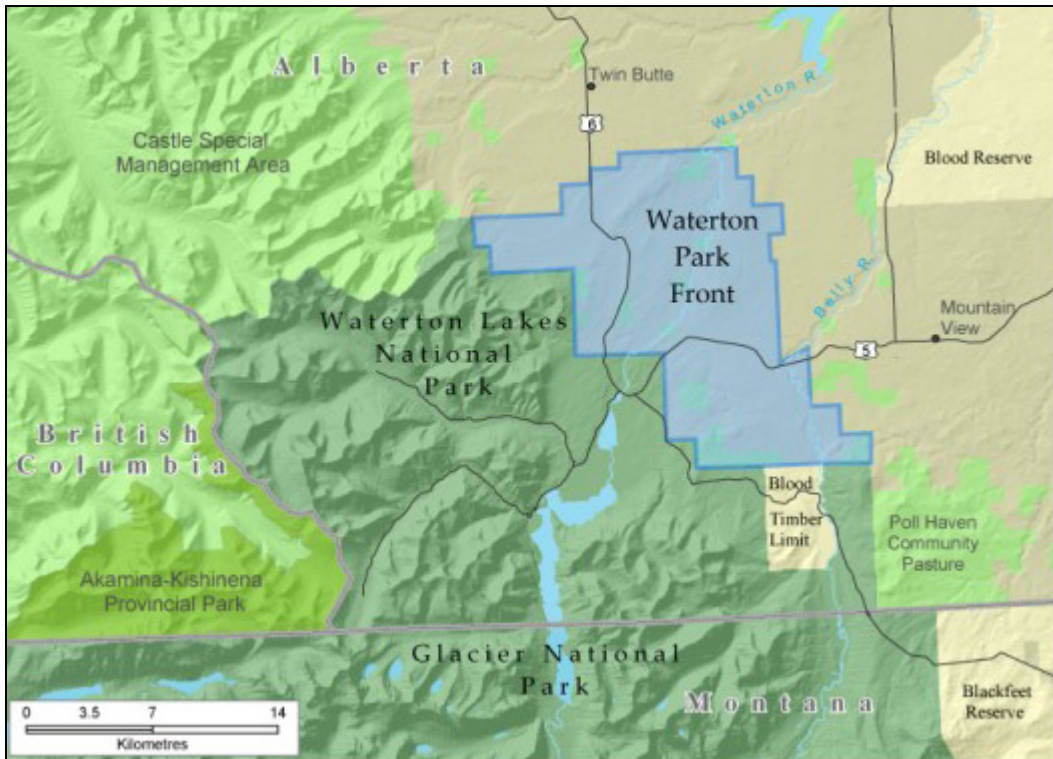 Alberta
Twin Butte
Waterton R.
6
Castle Special
Management Area
Blood Reserve
Waterton
Park
Front
Belly R.
Mountain
View
5
Waterton Lakes
National
Park
British
Columbia
Blood
Timber
Limit
Poll Haven
Community
Pasture
Akamina-Kishinena
Provincial Park
Glacier National
Park
Montana
Blackfeet
Reserve
0 3.5 7 14
Kilometres